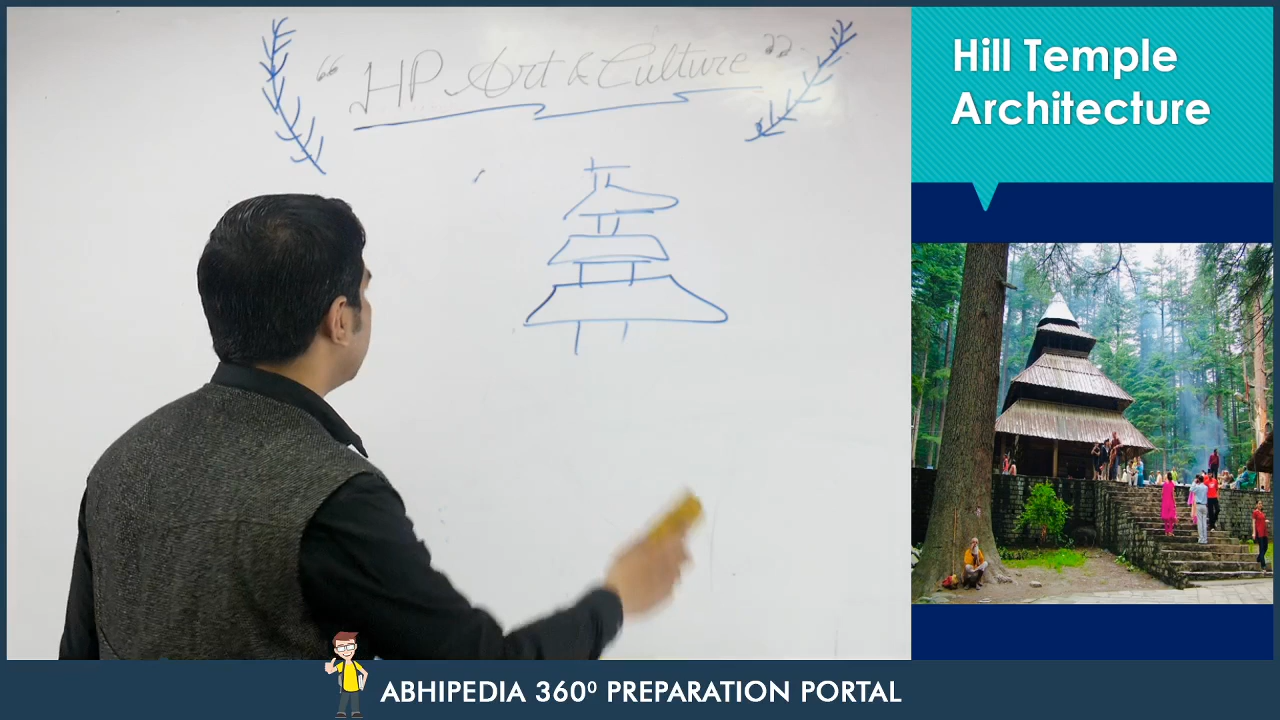 “HP Art & Culture”
Hill Temple
Architecture
ABHIPEDIA 360⁰ PREPARATION PORTAL